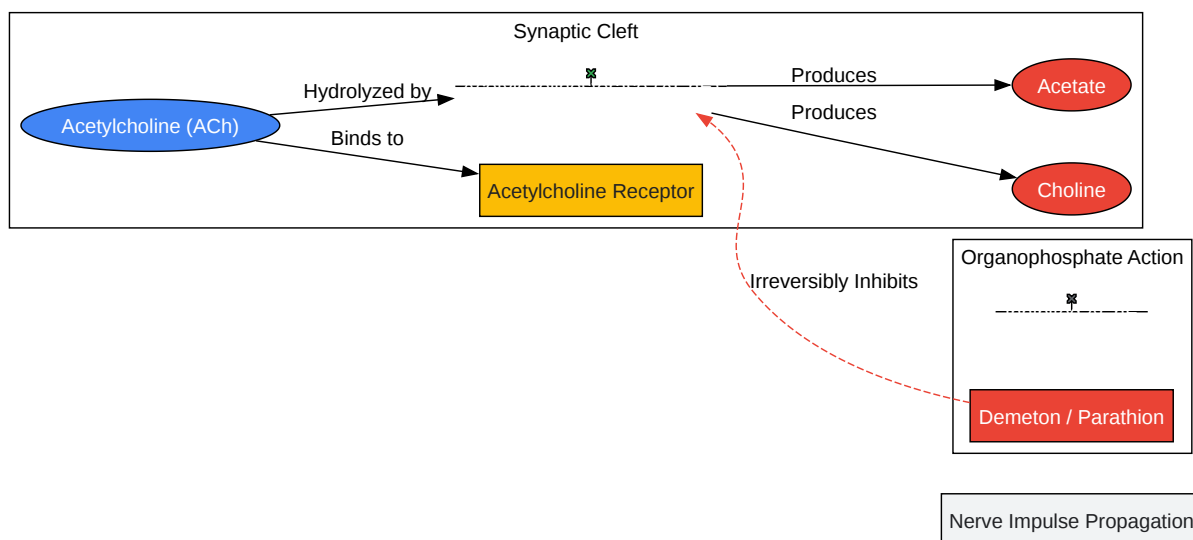 Synaptic Cleft
Hydrolyzed by
Produces
Acetate
Acetylcholine (ACh)
Binds to
Produces
Acetylcholine Receptor
Choline
Organophosphate Action
Irreversibly Inhibits
Demeton / Parathion
Nerve Impulse Propagation